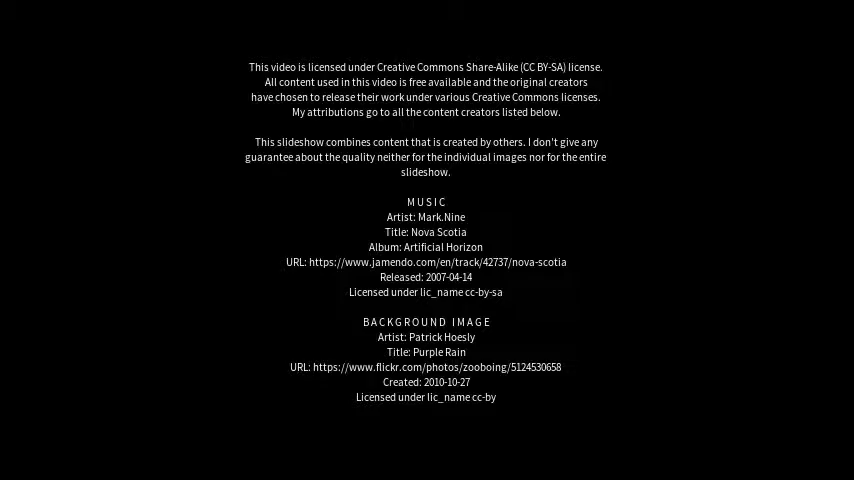 This video is licensed under Creative Commons Share-Alike (CC BY-SA) license.
All content used in this video is free available and the original creators
have chosen to release their work under various Creative Commons licenses.
My attributions go to all the content creators listed below.
This slideshow combines content that is created by others. I don't give any
guarantee about the quality neither for the individual images nor for the entire
slideshow.
MUSIC
Artist: Mark.Nine
Title: Nova Scotia
Album: Artificial Horizon
URL: https://www.jamendo.com/en/track/42737/nova-scotia
Released: 2007-04-14
Licensed under lic_name cc-by-sa
BACKGROUND IMAGE
Artist: Patrick Hoesly
Title: Purple Rain
URL: https://www.flickr.com/photos/zooboing/5124530658
Created: 2010-10-27
Licensed under lic_name cc-by